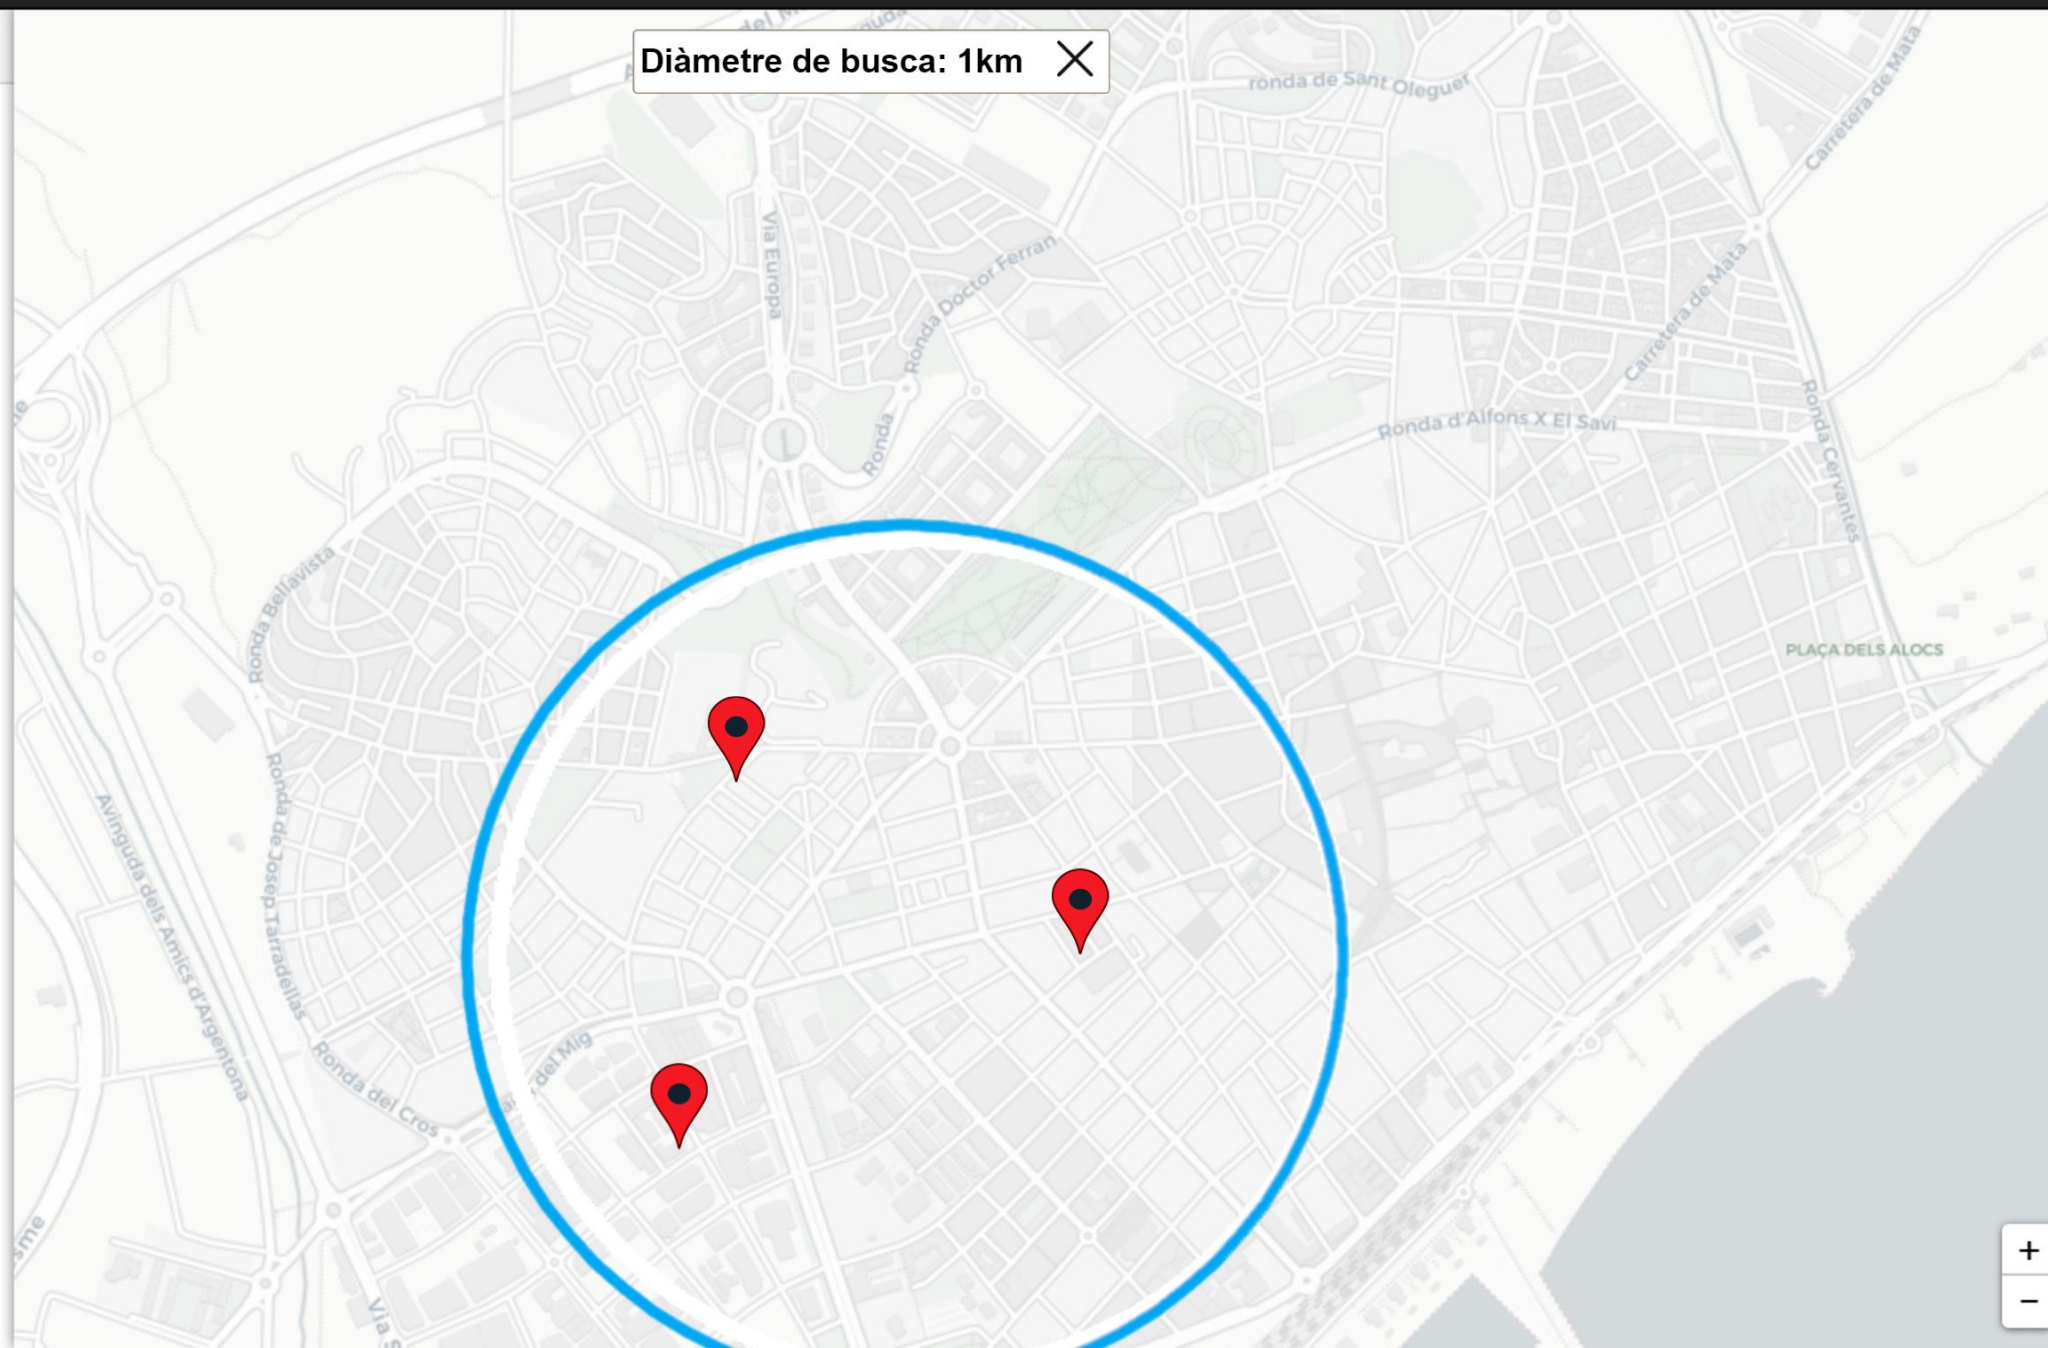 Diàmetre de busca: 1km
ronda de Sant Oleguer
Carretera de Mata
Via Europa
Ronda Doctor Ferran
Carretera de Mata
Ronda
Ronda d'Alfons X El Savi
Ronda Cervantes
Ronda Bellavista
PLAÇA DELS ALOCS
Ronda de Josep Tarradellas
Avinguda dels Amics d'Argentona
del Mig
Ronda del Cros
+
−